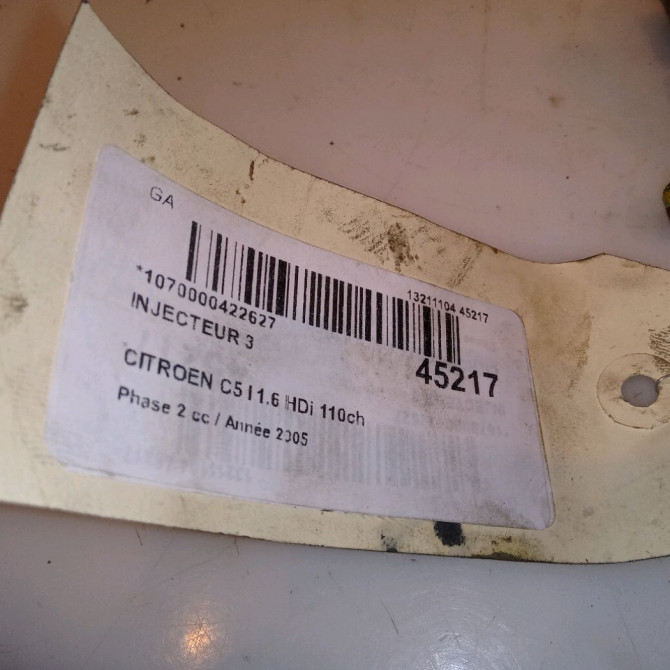 GA
13211104 45217
*1070000422627
INJECTEUR 3
45217
CITROEN C5 I 1.6 HDi 110ch
Phase 2 cc / Année 2005